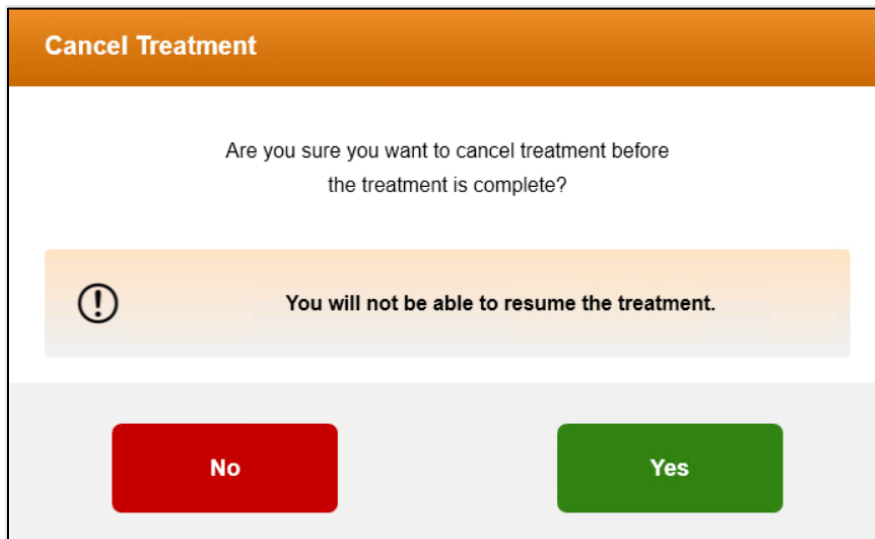 Cancel Treatment
Are you sure you want to cancel treatment before
the treatment is complete?
You will not be able to resume the treatment.
No
Yes